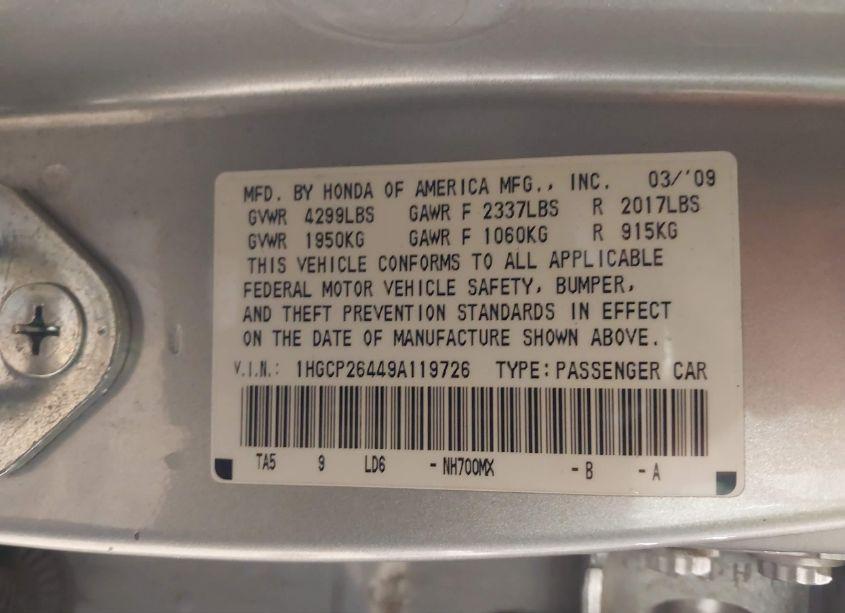 MFD. BY HONDA OF AMERICA MFG., INC. 03/'09
GVWR 4299LBS GAWR F 2337LBS R 2017LBS
GVWR 1950KG GAWR F 1060KG R 915KG
THIS VEHICLE CONFORMS TO ALL APPLICABLE
FEDERAL MOTOR VEHICLE SAFETY, BUMPER,
AND THEFT PREVENTION STANDARDS IN EFFECT
ON THE DATE OF MANUFACTURE SHOWN ABOVE.
V.I.N.: 1HGCP26449A119726 TYPE: PASSENGER CAR
TA5 9 LD6 - NH700MX - B - A